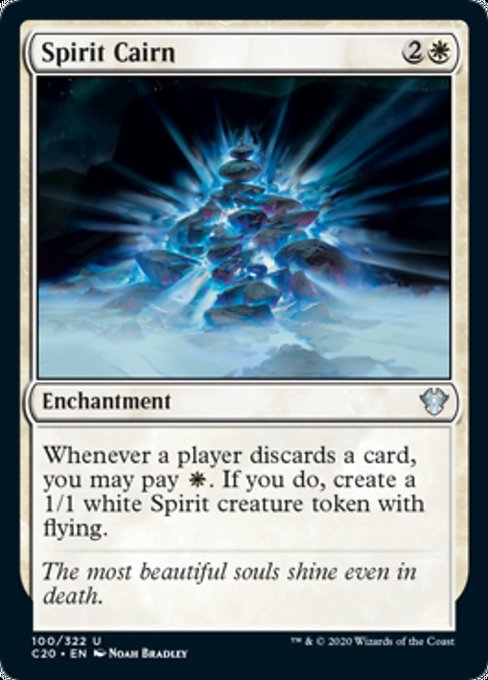 Spirit Cairn 2
Enchantment
Whenever a player discards a card,
you may pay . If you do, create a
1/1 white Spirit creature token with
flying.
The most beautiful souls shine even in
death.
100/322 U
C20 • EN Noah Bradley
™ & © 2020 Wizards of the Coast